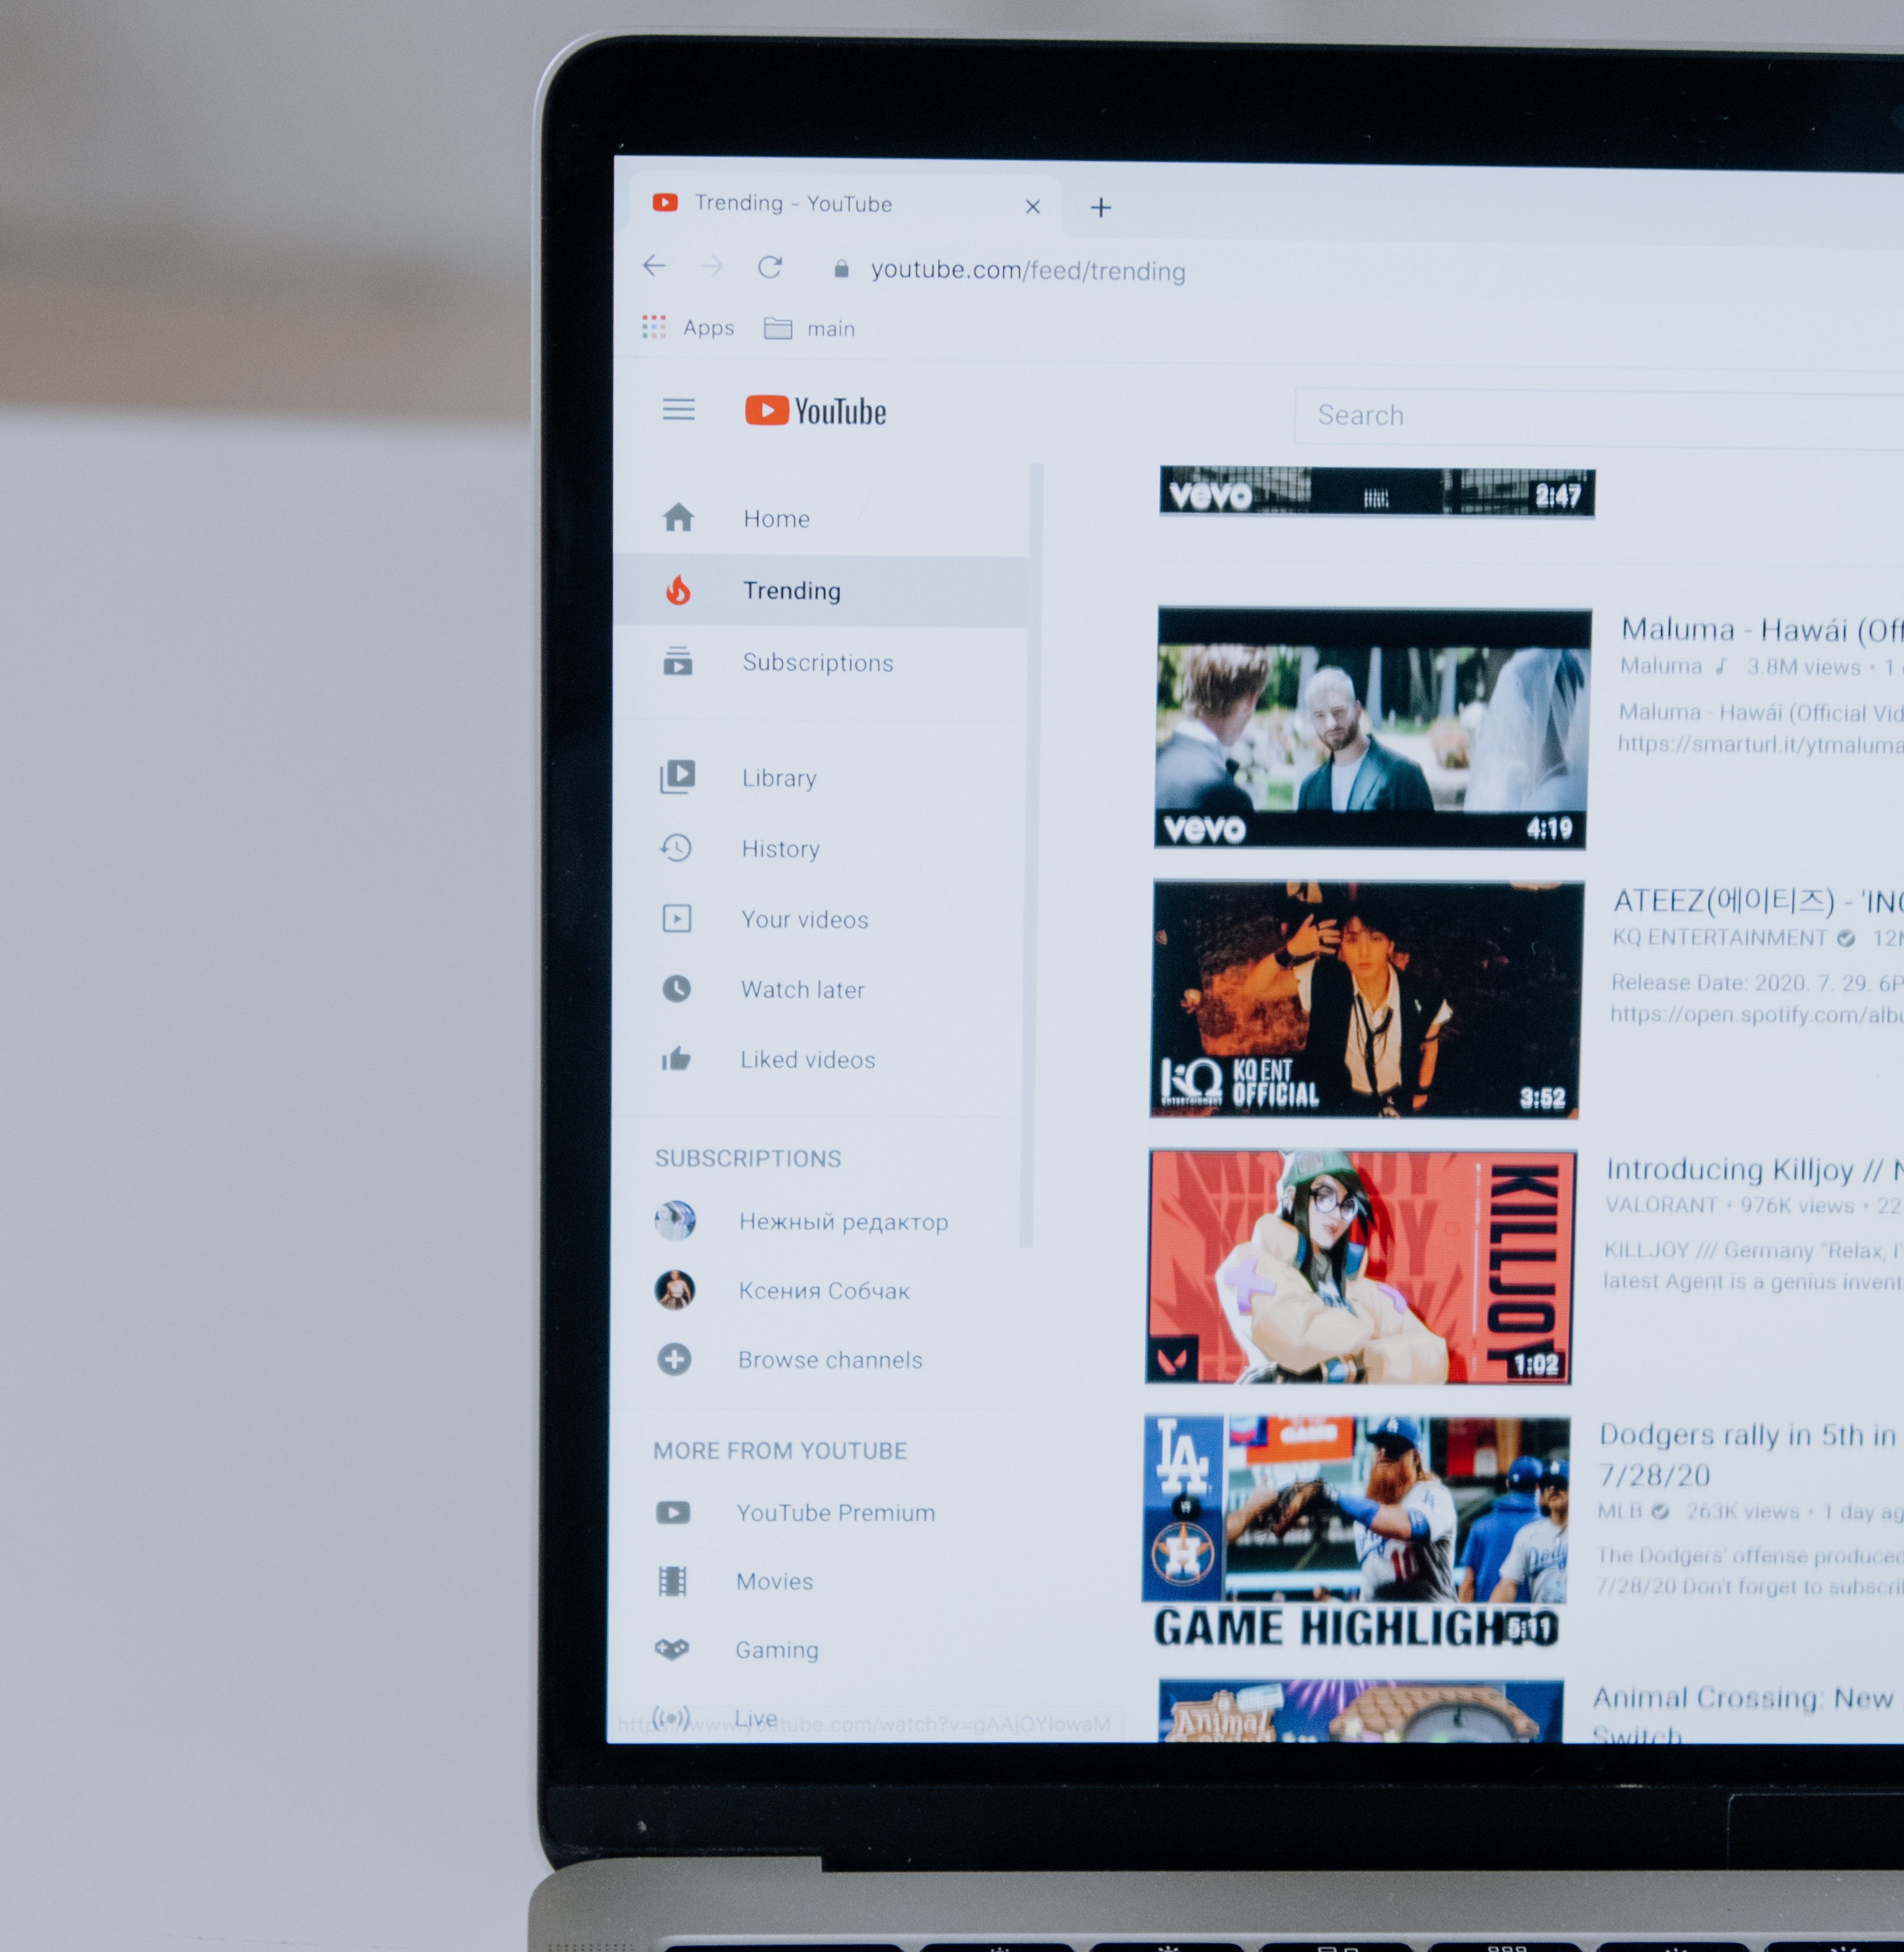 Trending - YouTube
youtube.com/feed/trending
Apps main
YouTube
Search
Home
Trending
Subscriptions
Library
History
Your videos
Watch later
Liked videos
SUBSCRIPTIONS
Нежный редактор
Ксения Собчак
Browse channels
MORE FROM YOUTUBE
YouTube Premium
Movies
Gaming
Live
https://www.youtube.com/watch?v=gAAjOYIowaM
vevo 2:47
vevo 4:19
Maluma - Hawái (Off
Maluma 3.8M views • 1
Maluma - Hawái (Official Vid
https://smarturl.it/ytmaluma
KQ KQ ENT
ENTERTAINMENT OFFICIAL
3:52
ATEEZ(에이티즈) - 'INC
KQ ENTERTAINMENT 12M
Release Date: 2020. 7. 29. 6P
https://open.spotify.com/albu
KILLJOY
1:02
Introducing Killjoy // N
VALORANT • 976K views • 22
KILLJOY /// Germany "Relax, I'
latest Agent is a genius invent
LA
H
10
GAME HIGHLIGH
5:11
Dodgers rally in 5th in
7/28/20
MLB 263K views • 1 day ag
The Dodgers' offense produced
7/28/20 Don't forget to subscri
Animal
Animal Crossing: New
Switch